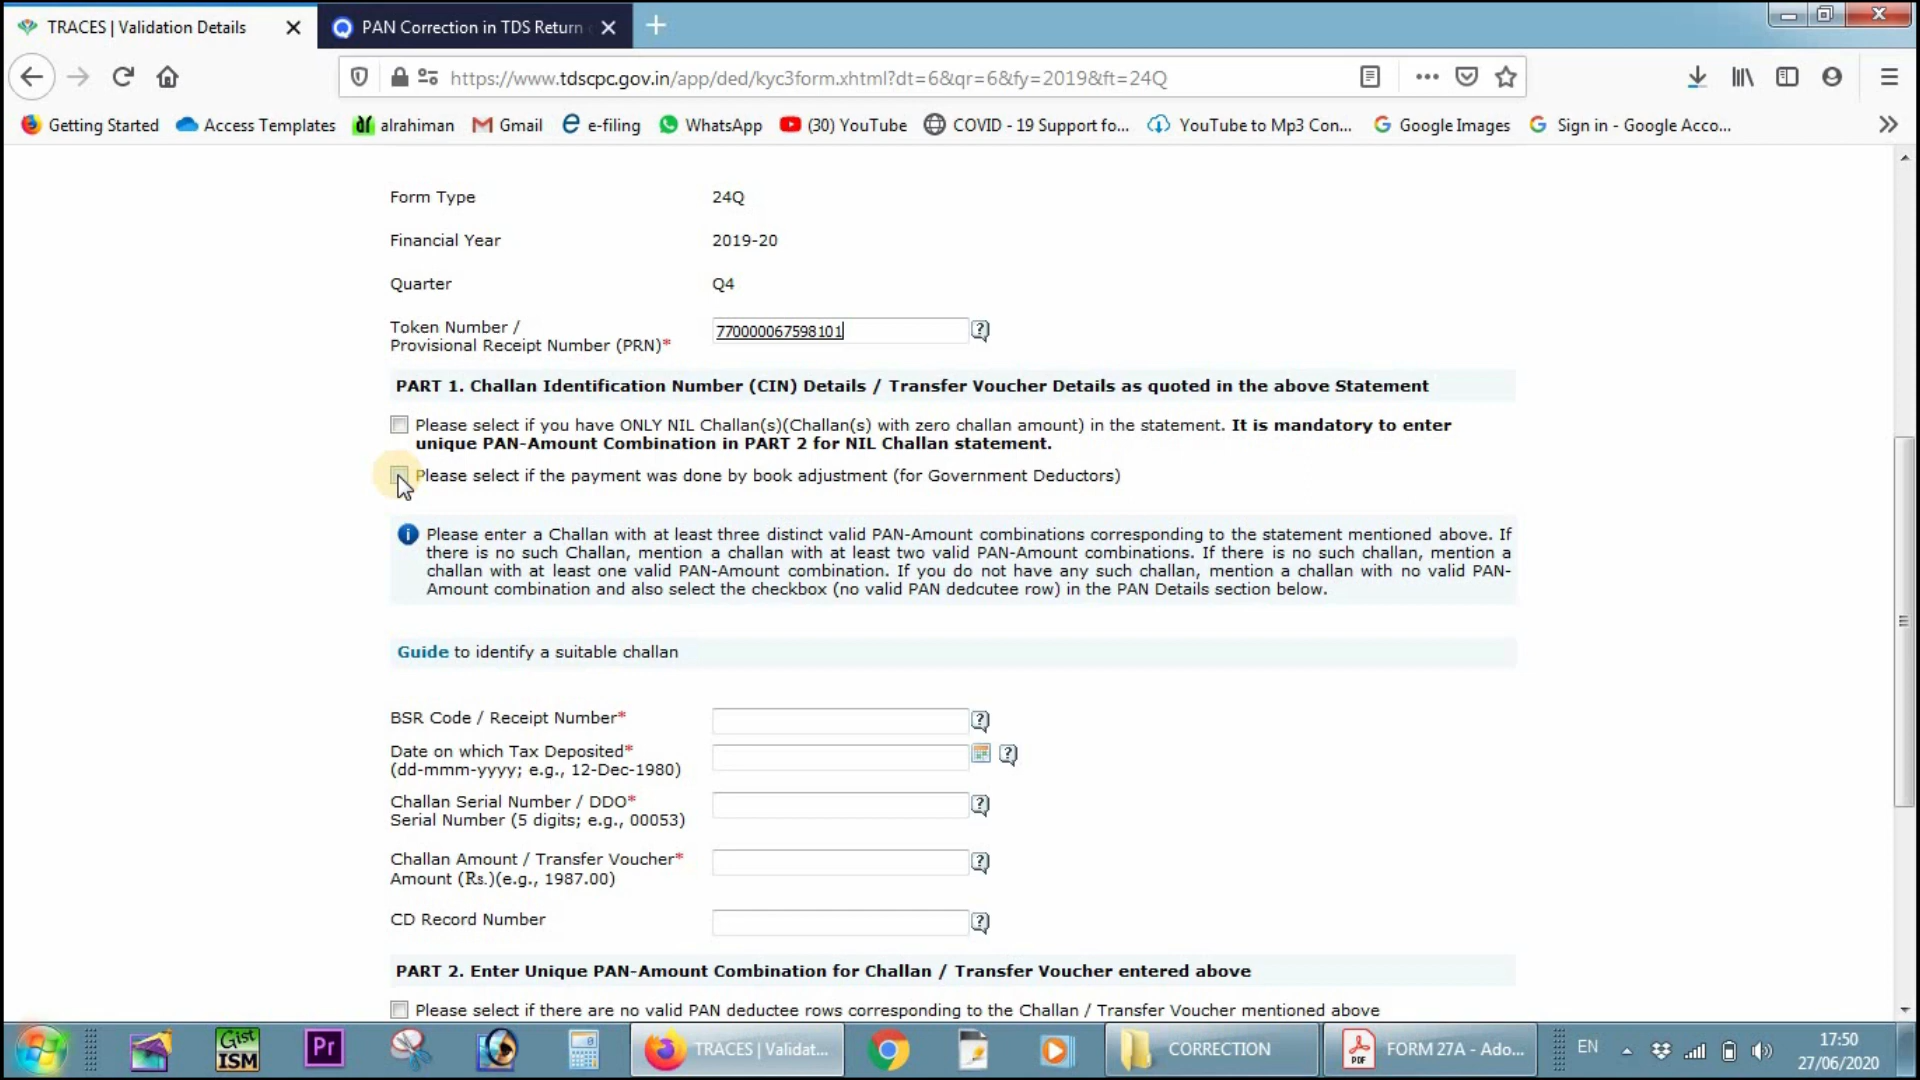 TRACES | Validation Details
PAN Correction in TDS Return
https://www.tdscpc.gov.in/app/ded/kyc3form.xhtml?dt=6&qr=6&fy=2019&ft=24Q
Getting Started
Access Templates
alrahiman
Gmail
e-filing
WhatsApp
(30) YouTube
COVID - 19 Support fo...
YouTube to Mp3 Con...
Google Images
Sign in - Google Acco...
Form Type 24Q
Financial Year 2019-20
Quarter Q4
Token Number /
Provisional Receipt Number (PRN)* 770000067598101
PART 1. Challan Identification Number (CIN) Details / Transfer Voucher Details as quoted in the above Statement
Please select if you have ONLY NIL Challan(s)(Challan(s) with zero challan amount) in the statement. It is mandatory to enter
unique PAN-Amount Combination in PART 2 for NIL Challan statement.
Please select if the payment was done by book adjustment (for Government Deductors)
Please enter a Challan with at least three distinct valid PAN-Amount combinations corresponding to the statement mentioned above. If
there is no such Challan, mention a challan with at least two valid PAN-Amount combinations. If there is no such challan, mention a
challan with at least one valid PAN-Amount combination. If you do not have any such challan, mention a challan with no valid PAN-
Amount combination and also select the checkbox (no valid PAN dedcutee row) in the PAN Details section below.
Guide to identify a suitable challan
BSR Code / Receipt Number*
Date on which Tax Deposited*
(dd-mmm-yyyy; e.g., 12-Dec-1980)
Challan Serial Number / DDO*
Serial Number (5 digits; e.g., 00053)
Challan Amount / Transfer Voucher*
Amount (Rs.)(e.g., 1987.00)
CD Record Number
PART 2. Enter Unique PAN-Amount Combination for Challan / Transfer Voucher entered above
Please select if there are no valid PAN deductee rows corresponding to the Challan / Transfer Voucher mentioned above
Gist
ISM
Pr
TRACES | Validat...
CORRECTION
PDF
FORM 27A - Ado...
EN
17:50
27/06/2020